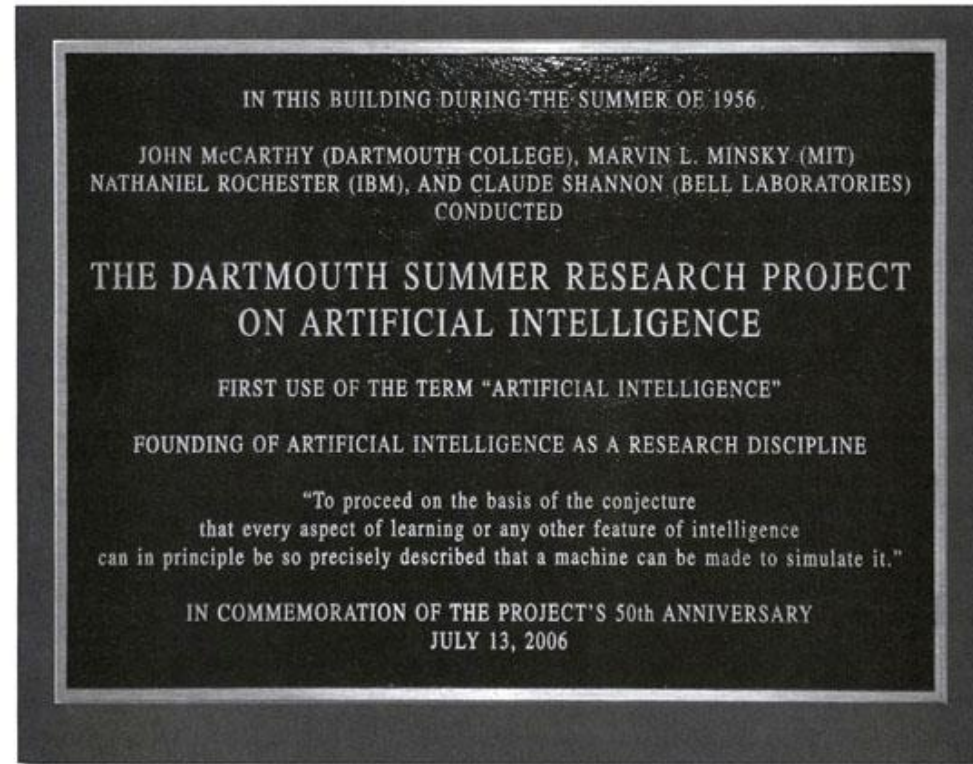 IN THIS BUILDING DURING THE SUMMER OF 1956
JOHN McCARTHY (DARTMOUTH COLLEGE), MARVIN L. MINSKY (MIT)
NATHANIEL ROCHESTER (IBM), AND CLAUDE SHANNON (BELL LABORATORIES)
CONDUCTED
THE DARTMOUTH SUMMER RESEARCH PROJECT
ON ARTIFICIAL INTELLIGENCE
FIRST USE OF THE TERM “ARTIFICIAL INTELLIGENCE”
FOUNDING OF ARTIFICIAL INTELLIGENCE AS A RESEARCH DISCIPLINE
“To proceed on the basis of the conjecture
that every aspect of learning or any other feature of intelligence
can in principle be so precisely described that a machine can be made to simulate it.”
IN COMMEMORATION OF THE PROJECT’S 50th ANNIVERSARY
JULY 13, 2006